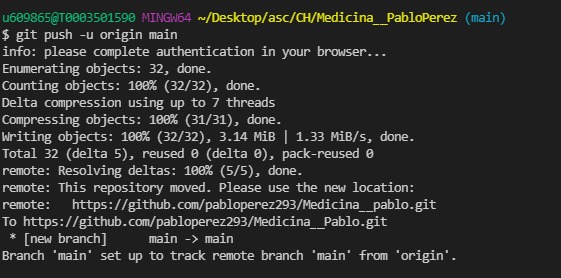 u609865@T0003501590 MINGW64 ~/Desktop/asc/CH/Medicina__PabloPerez (main)
$ git push -u origin main
info: please complete authentication in your browser...
Enumerating objects: 32, done.
Counting objects: 100% (32/32), done.
Delta compression using up to 7 threads
Compressing objects: 100% (31/31), done.
Writing objects: 100% (32/32), 3.14 MiB | 1.33 MiB/s, done.
Total 32 (delta 5), reused 0 (delta 0), pack-reused 0
remote: Resolving deltas: 100% (5/5), done.
remote: This repository moved. Please use the new location:
remote:   https://github.com/pabloperez293/Medicina__pablo.git
To https://github.com/pabloperez293/Medicina__Pablo.git
 * [new branch]      main -> main
Branch 'main' set up to track remote branch 'main' from 'origin'.